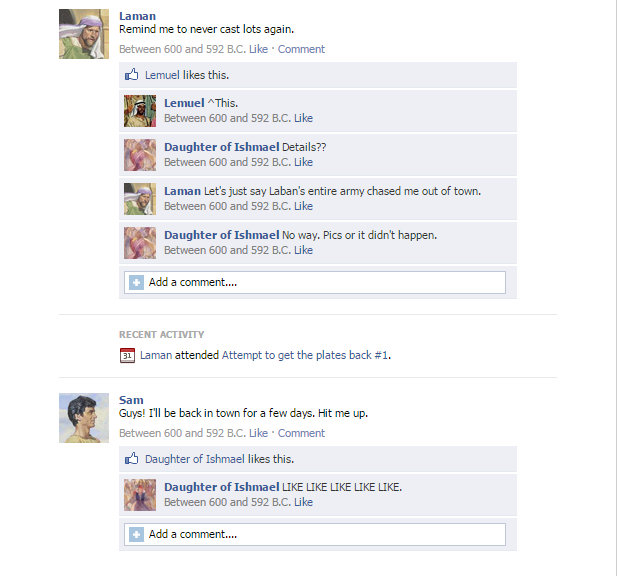 Laman
Remind me to never cast lots again.
Between 600 and 592 B.C. Like · Comment
Lemuel likes this.
Lemuel ^This.
Between 600 and 592 B.C. Like
Daughter of Ishmael Details??
Between 600 and 592 B.C. Like
Laman Let's just say Laban's entire army chased me out of town.
Between 600 and 592 B.C. Like
Daughter of Ishmael No way. Pics or it didn't happen.
Between 600 and 592 B.C. Like
Add a comment....
RECENT ACTIVITY
31 Laman attended Attempt to get the plates back #1.
Sam
Guys! I'll be back in town for a few days. Hit me up.
Between 600 and 592 B.C. Like · Comment
Daughter of Ishmael likes this.
Daughter of Ishmael LIKE LIKE LIKE LIKE LIKE.
Between 600 and 592 B.C. Like
Add a comment....